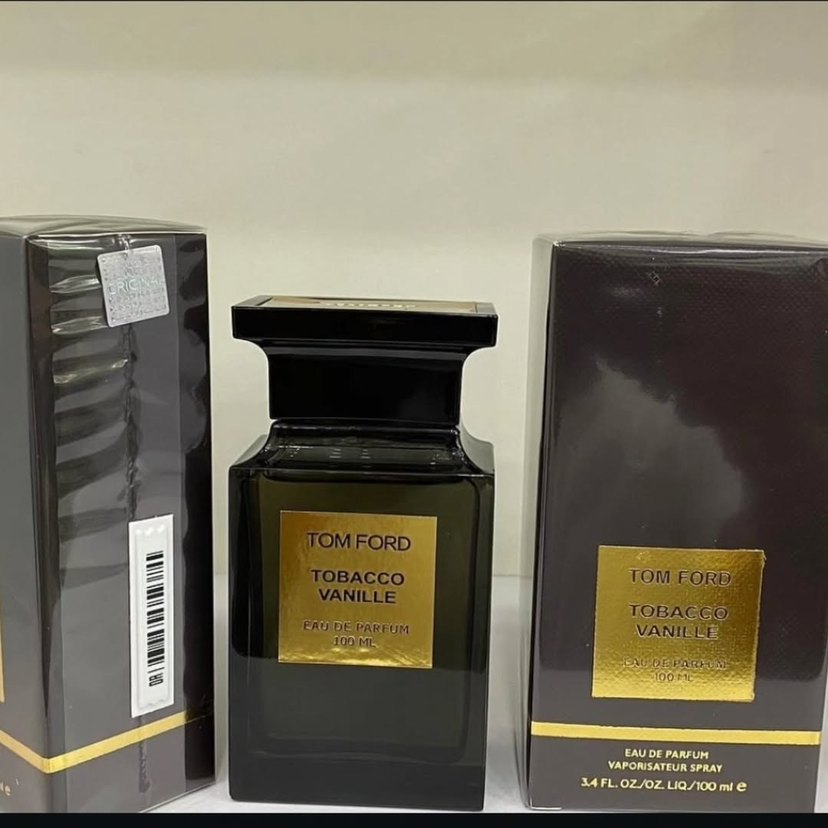 ORIGINAL
TOM FORD
TOBACCO
VANILLE
EAU DE PARFUM
100 ML
TOM FORD
TOBACCO
VANILLE
EAU DE PARFUM
100 ML
EAU DE PARFUM
VAPORISATEUR SPRAY
3.4 FL. OZ./OZ. LIQ./100 ml e